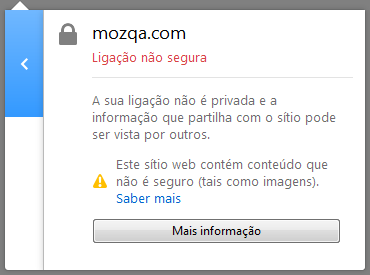 mozqa.com
Ligação não segura
A sua ligação não é privada e a
informação que partilha com o sítio pode
ser vista por outros.
Este sítio web contém conteúdo que
não é seguro (tais como imagens).
Saber mais
Mais informação